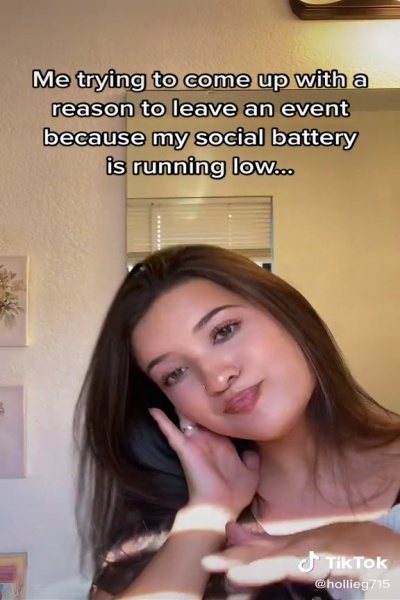 Me trying to come up with a
reason to leave an event
because my social battery
is running low...
TikTok
@hollieg715